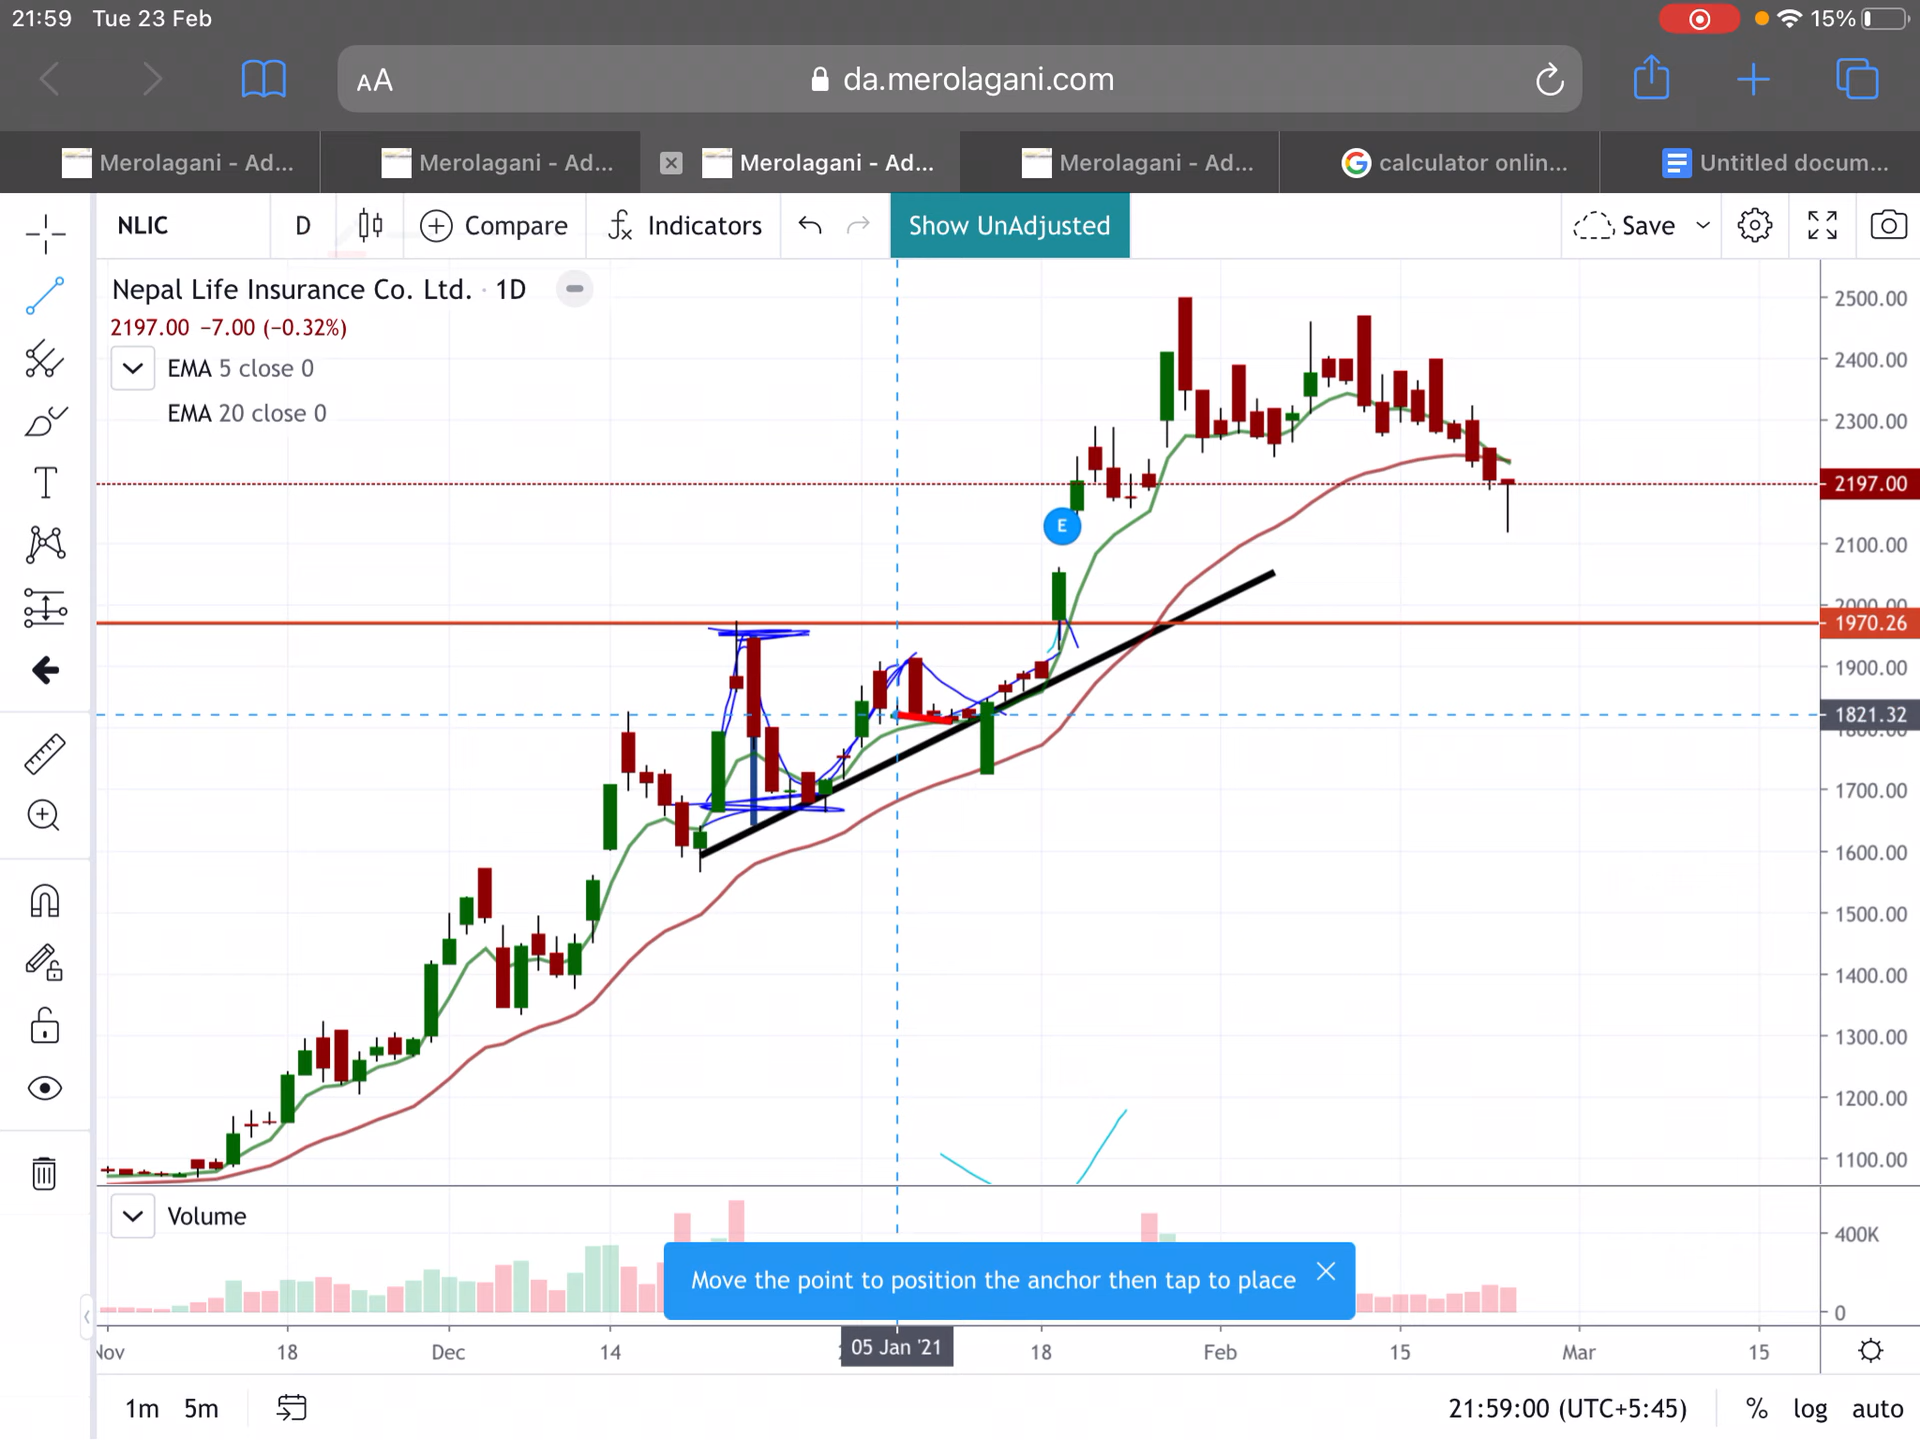 21:59 Tue 23 Feb 15%
AA da.merolagani.com
Merolagani - Ad... Merolagani - Ad... Merolagani - Ad... Merolagani - Ad... calculator onlin... Untitled docum...
NLIC D Compare Indicators Show UnAdjusted Save
Nepal Life Insurance Co. Ltd. · 1D
2197.00 −7.00 (−0.32%)
EMA 5 close 0
EMA 20 close 0
2500.00
2400.00
2300.00
2197.00
E
2100.00
2000.00
1970.26
1900.00
1821.32
1800.00
1700.00
1600.00
1500.00
1400.00
1300.00
1200.00
1100.00
Volume
400K
Move the point to position the anchor then tap to place
0
Nov 18 Dec 14 05 Jan '21 18 Feb 15 Mar 15
1m 5m 21:59:00 (UTC+5:45) % log auto